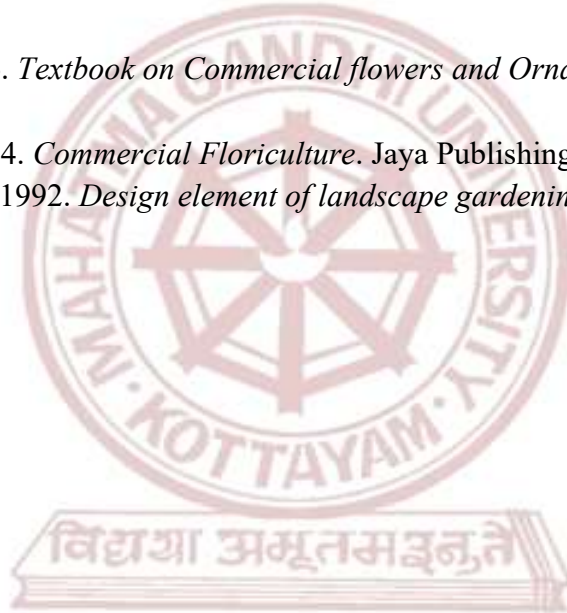 . Textbook on Commercial flowers and Orna
4. Commercial Floriculture. Jaya Publishing
1992. Design element of landscape gardenin
MAHATMA GANDHI UNIVERSITY
KOTTAYAM
विद्यया अमृतमश्नुते